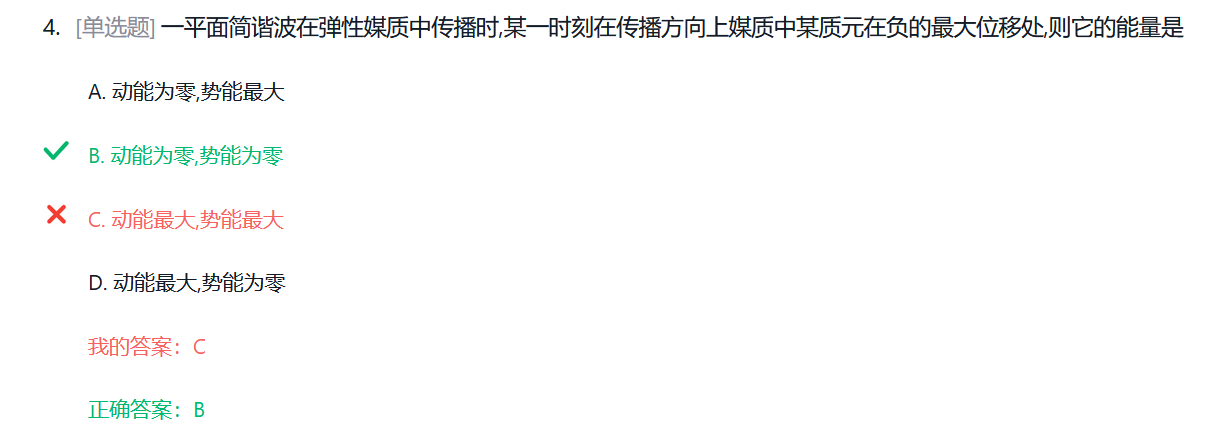 4. [单选题] 一平面简谐波在弹性媒质中传播时,某一时刻在传播方向上媒质中某质元在负的最大位移处,则它的能量是
A. 动能为零,势能最大
B. 动能为零,势能为零
C. 动能最大,势能最大
D. 动能最大,势能为零
我的答案：C
正确答案：B